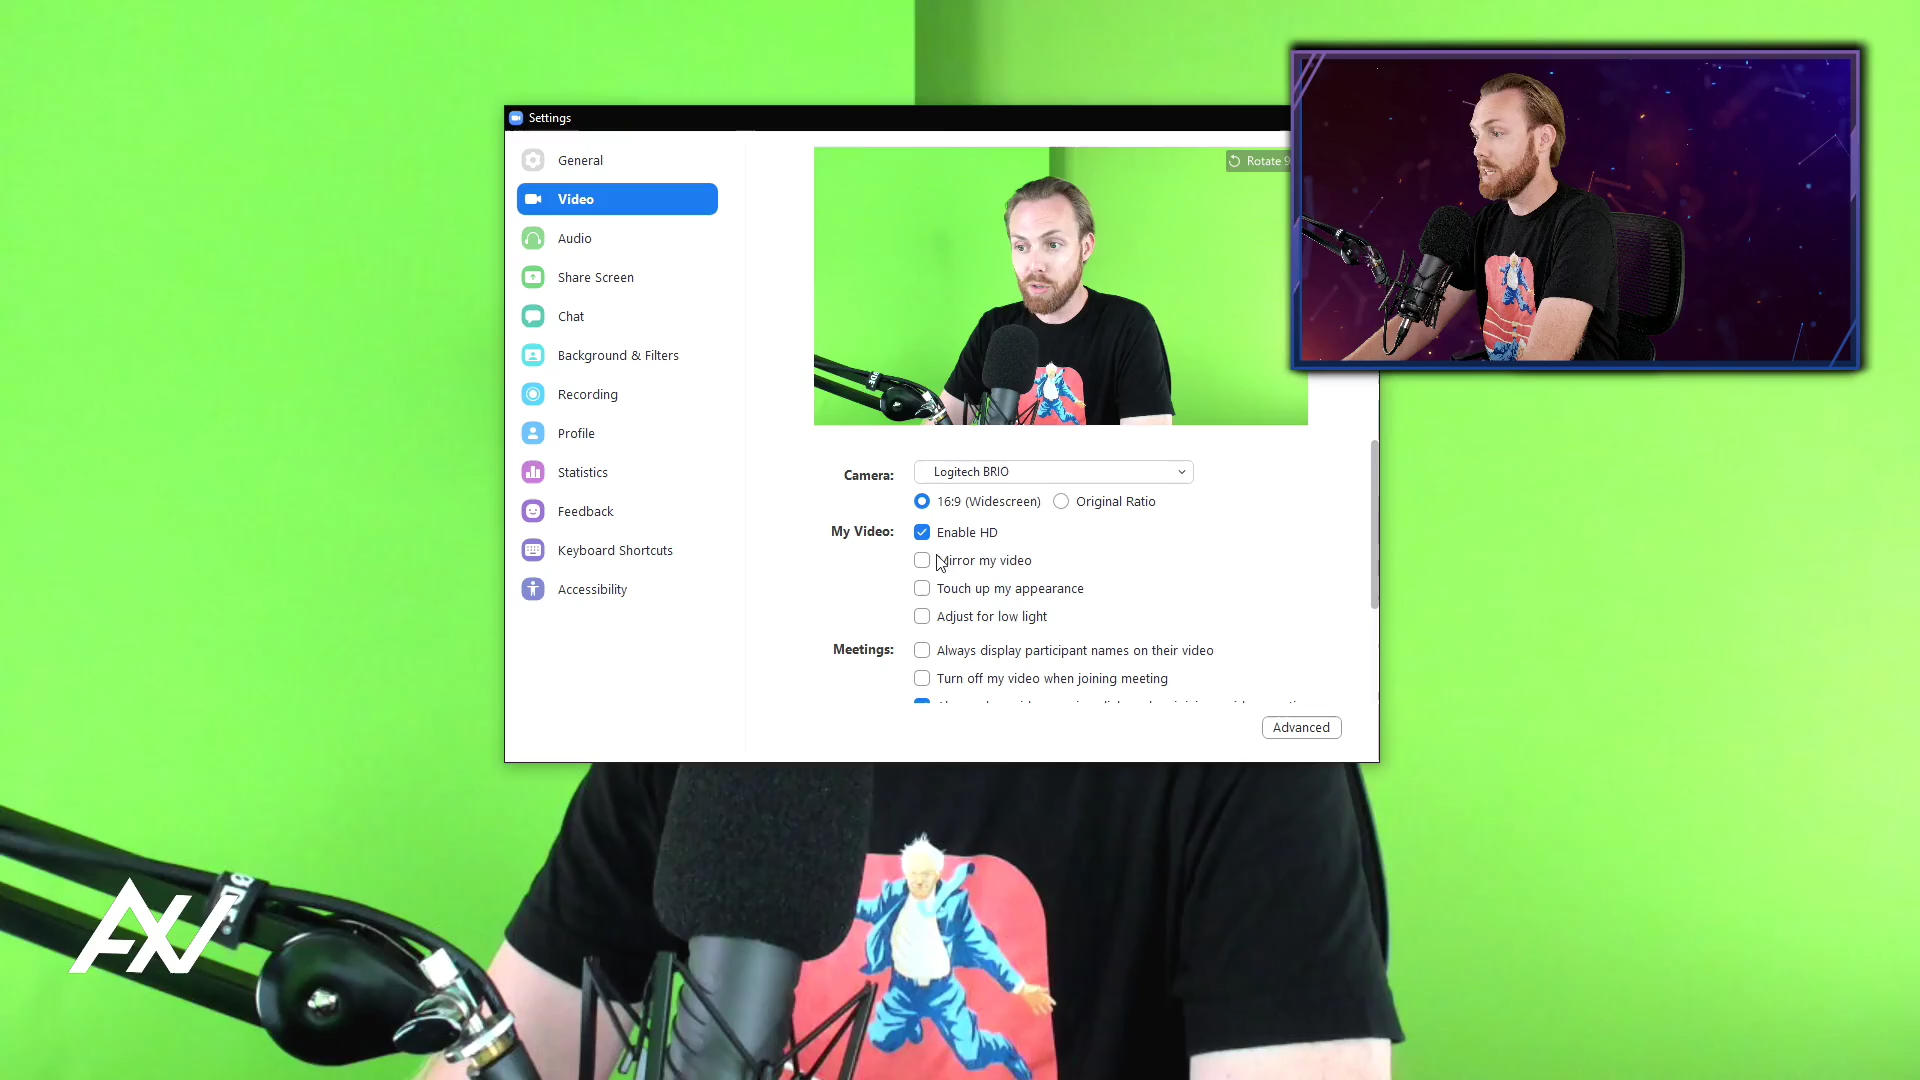 Settings
General
Video
Audio
Share Screen
Chat
Background & Filters
Recording
Profile
Statistics
Feedback
Keyboard Shortcuts
Accessibility
Rotate 9
Camera:
Logitech BRIO
16:9 (Widescreen) Original Ratio
My Video:
Enable HD
Mirror my video
Touch up my appearance
Adjust for low light
Meetings:
Always display participant names on their video
Turn off my video when joining meeting
Advanced